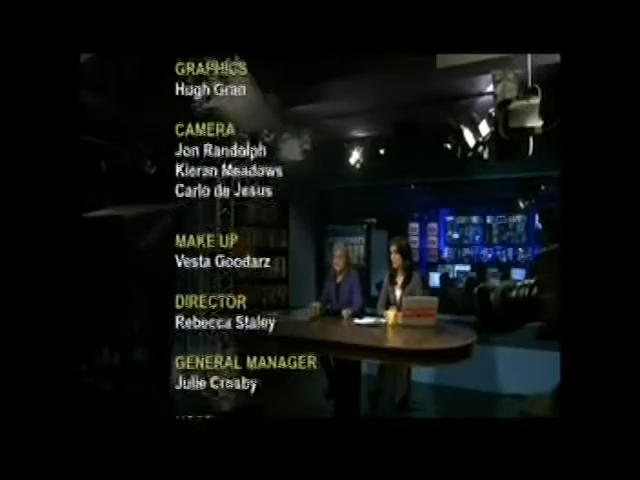 GRAPHICS
Hugh Gran
CAMERA
Jon Randolph
Kieran Meadows
Carlo de Jesus
MAKE UP
Vesta Goodarz
DIRECTOR
Rebecca Staley
GENERAL MANAGER
Julie Crosby